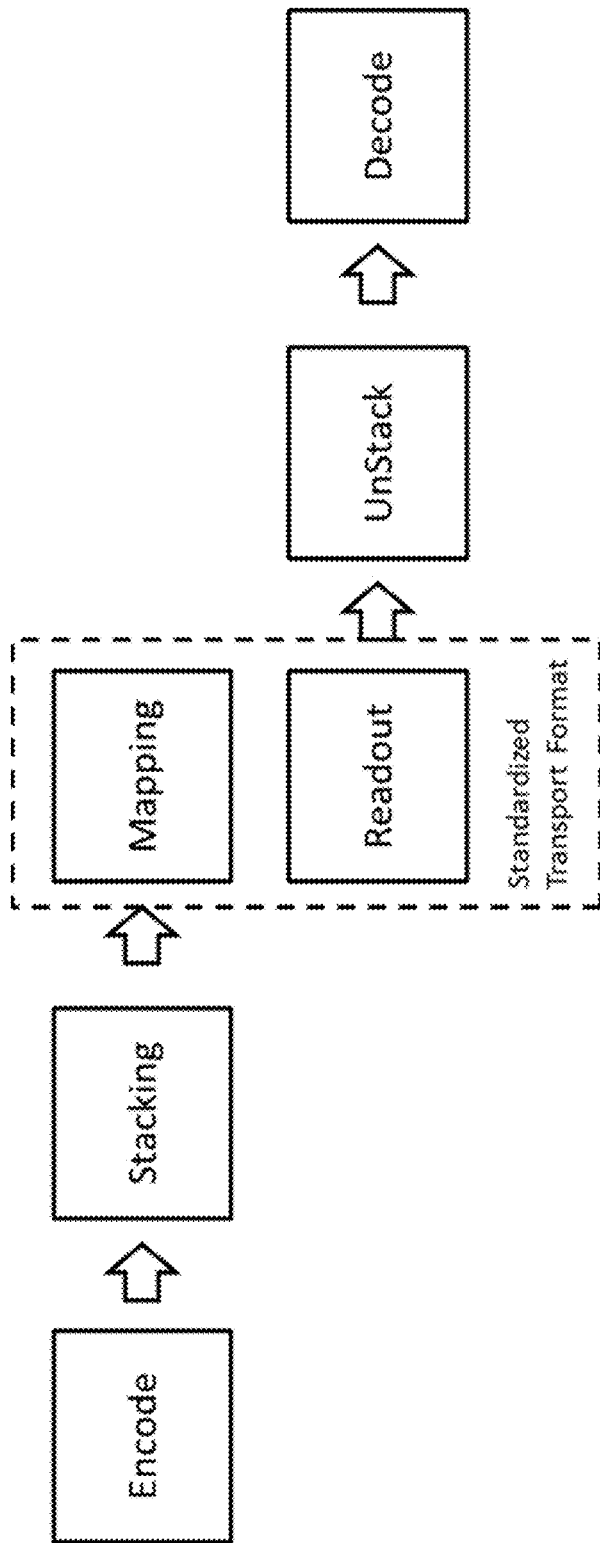 Encode
Stacking
Mapping
Readout
Standardized
Transport Format
UnStack
Decode